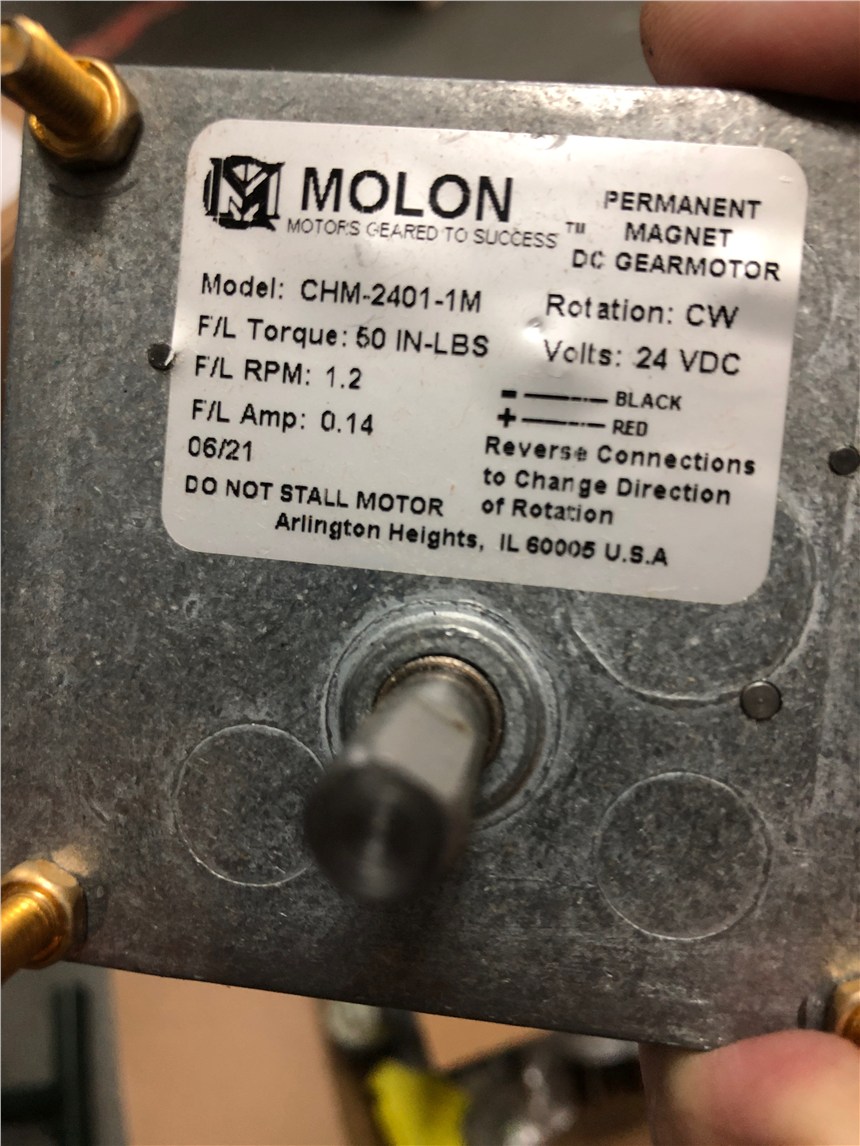 MOLON
MOTORS GEARED TO SUCCESS™
PERMANENT
MAGNET
DC GEARMOTOR
Model: CHM-2401-1M
F/L Torque: 50 IN-LBS
F/L RPM: 1.2
F/L Amp: 0.14
06/21
DO NOT STALL MOTOR
Rotation: CW
Volts: 24 VDC
- BLACK
+ RED
Reverse Connections
to Change Direction
of Rotation
Arlington Heights, IL 60005 U.S.A